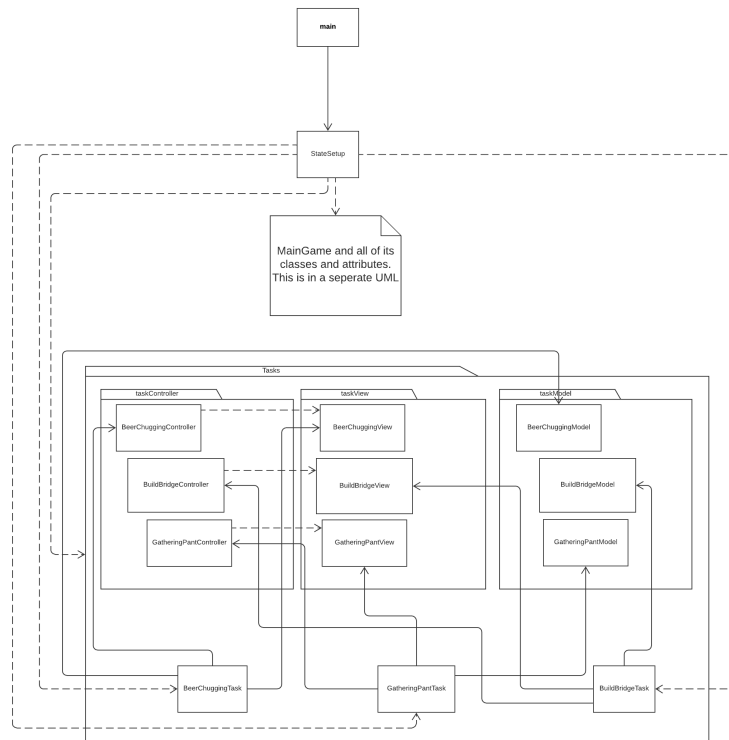 main
StateSetup
MainGame and all of its
classes and attributes.
This is in a seperate UML
Tasks
taskController
taskView
taskModel
BeerChuggingController
BeerChuggingView
BeerChuggingModel
BuildBridgeController
BuildBridgeView
BuildBridgeModel
GatheringPantController
GatheringPantView
GatheringPantModel
BeerChuggingTask
GatheringPantTask
BuildBridgeTask